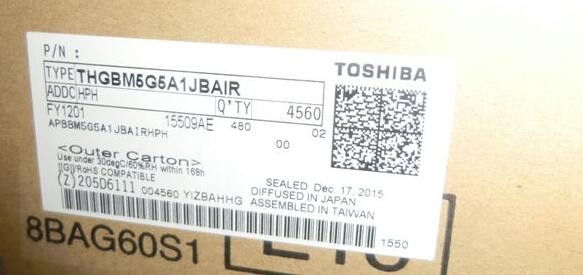 P/N :
TOSHIBA
TYPE THGBM5G5A1JBAIR
ADDC HPH Q'TY 4560
FY1201 15509AE 480 02
APBBM5G5A1JBAIRHPH 00
<Outer Carton>
Use under 30degC/60%RH within 168h
RoHS COMPATIBLE
SEALED Dec 17, 2015
(Z)205D6111 004560 YIZBAHHG
DIFFUSED IN JAPAN
ASSEMBLED IN TAIWAN
1550
8BAG60S1